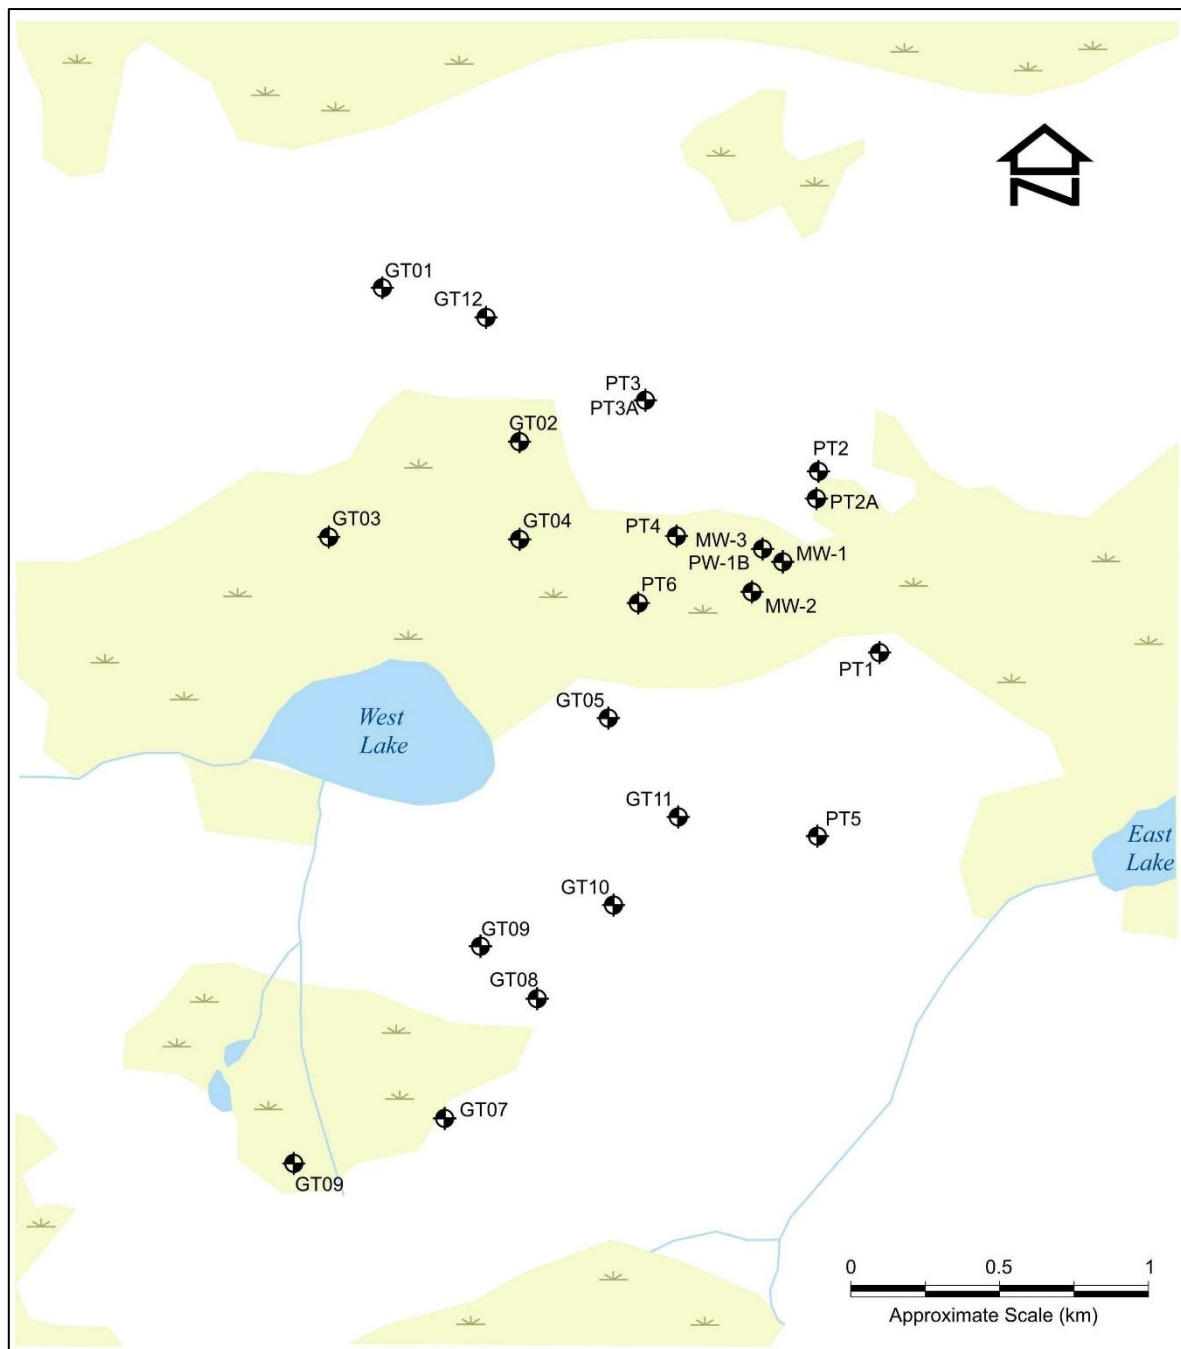 GT01
GT12
PT3
PT3A
GT02
PT2
PT2A
GT03
GT04
PT4
MW-3
PW-1B
MW-1
MW-2
PT6
PT1
GT05
West
Lake
GT11
PT5
East
Lake
GT10
GT09
GT08
GT07
GT09
N
0 0.5 1
Approximate Scale (km)